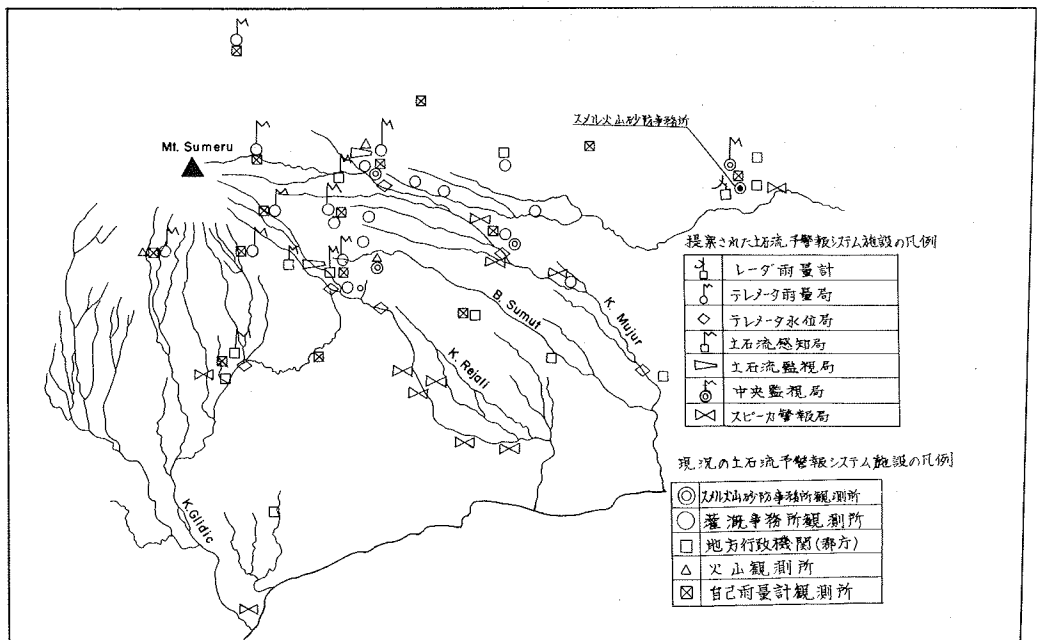 スメル火山砂防事務所
Mt. Sumeru
提案された土石流予警報システム施設の凡例
レーダ雨量計
テレメータ雨量局
テレメータ水位局
土石流感知局
土石流監視局
中央監視局
スピーカ警報局
K. Mujur
B. Sumut
K. Rejali
K. Glidic
現況の土石流予警報システム施設の凡例
スメル火山砂防事務所観測所
灌漑事務所観測所
地方行政機関(郡庁)
火山観測所
自己雨量計観測所